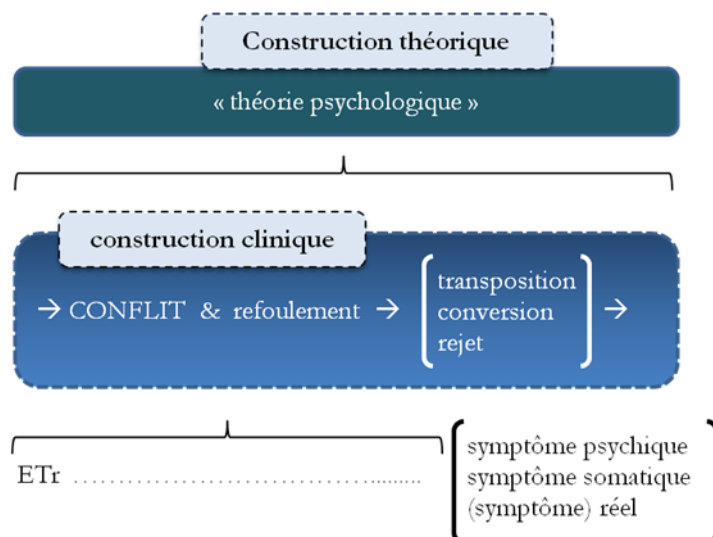 Construction théorique
« théorie psychologique »
construction clinique
→ CONFLIT & refoulement → transposition →
conversion
rejet
symptôme psychique
ETr ........................................... symptôme somatique
(symptôme) réel